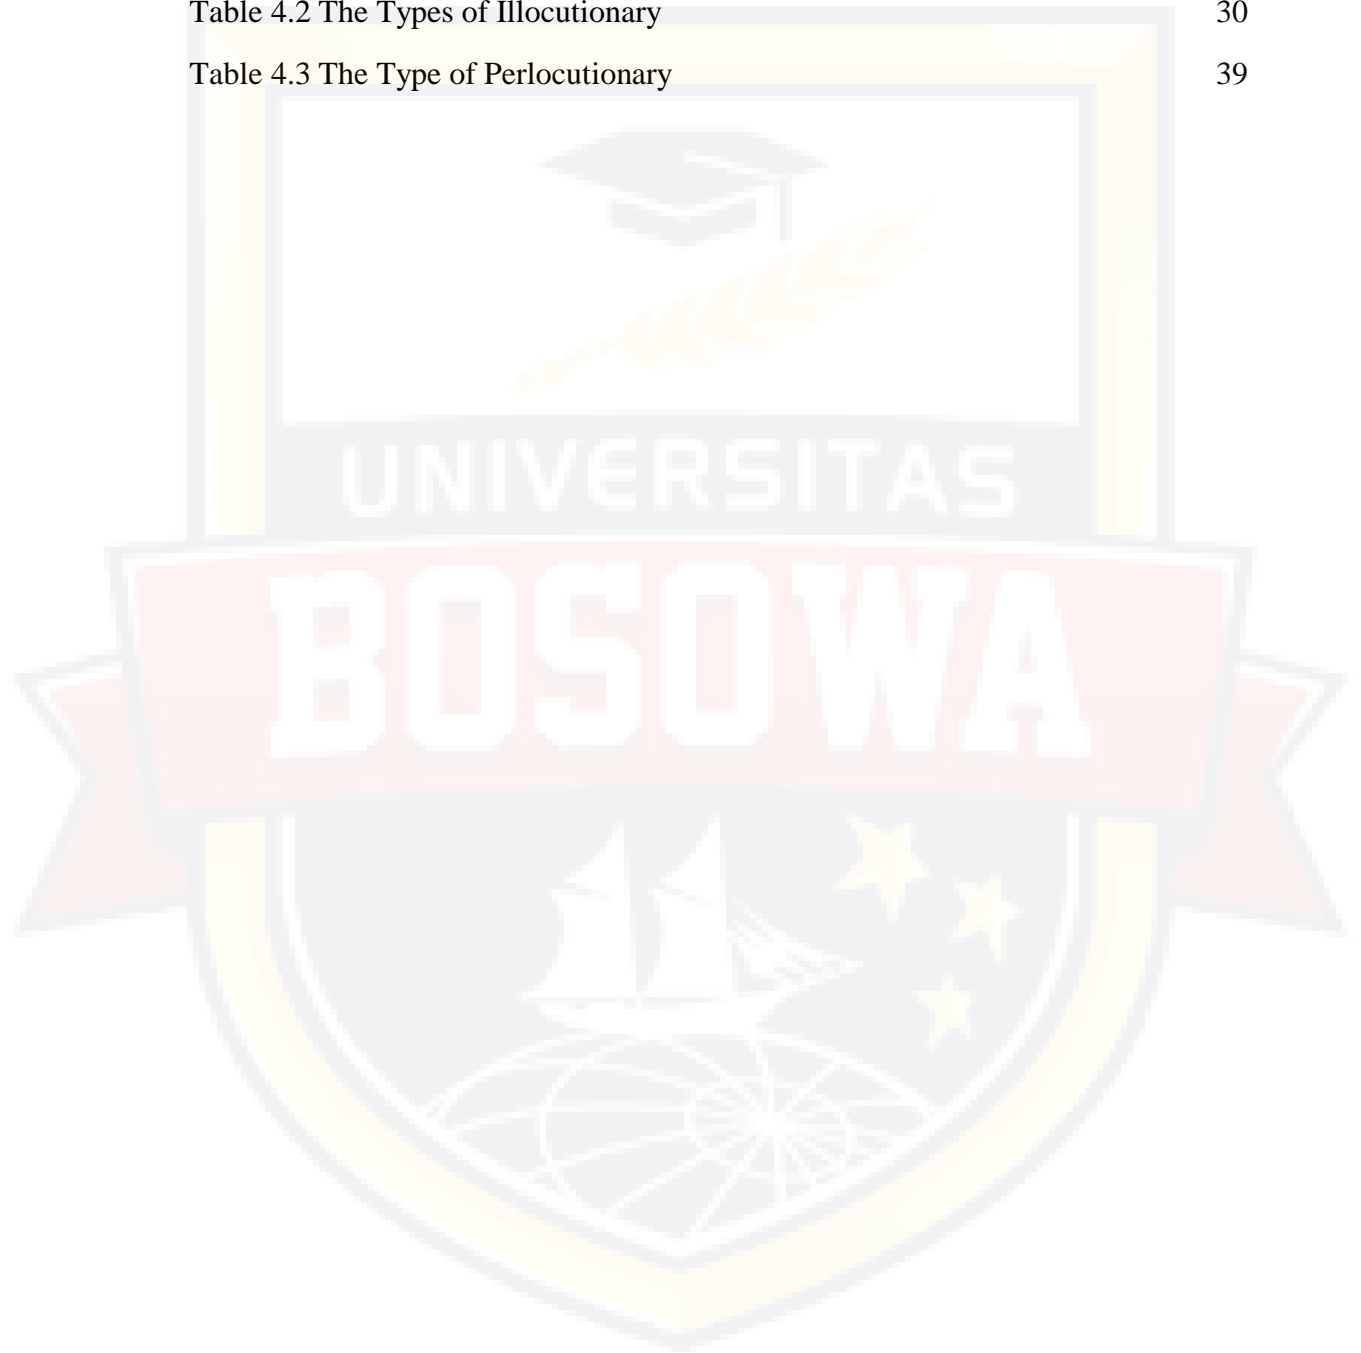 Table 4.2 The Types of Illocutionary 30
Table 4.3 The Type of Perlocutionary 39
UNIVERSITAS
BOSOWA